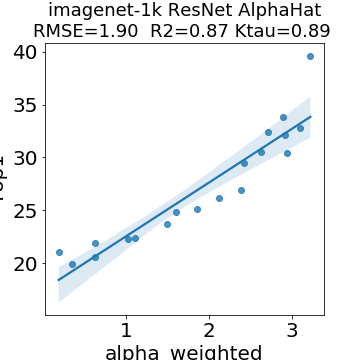 imagenet-1k ResNet AlphaHat
RMSE=1.90 R2=0.87 Ktau=0.89
40
35
30
25
20
1 2 3
alpha_weighted